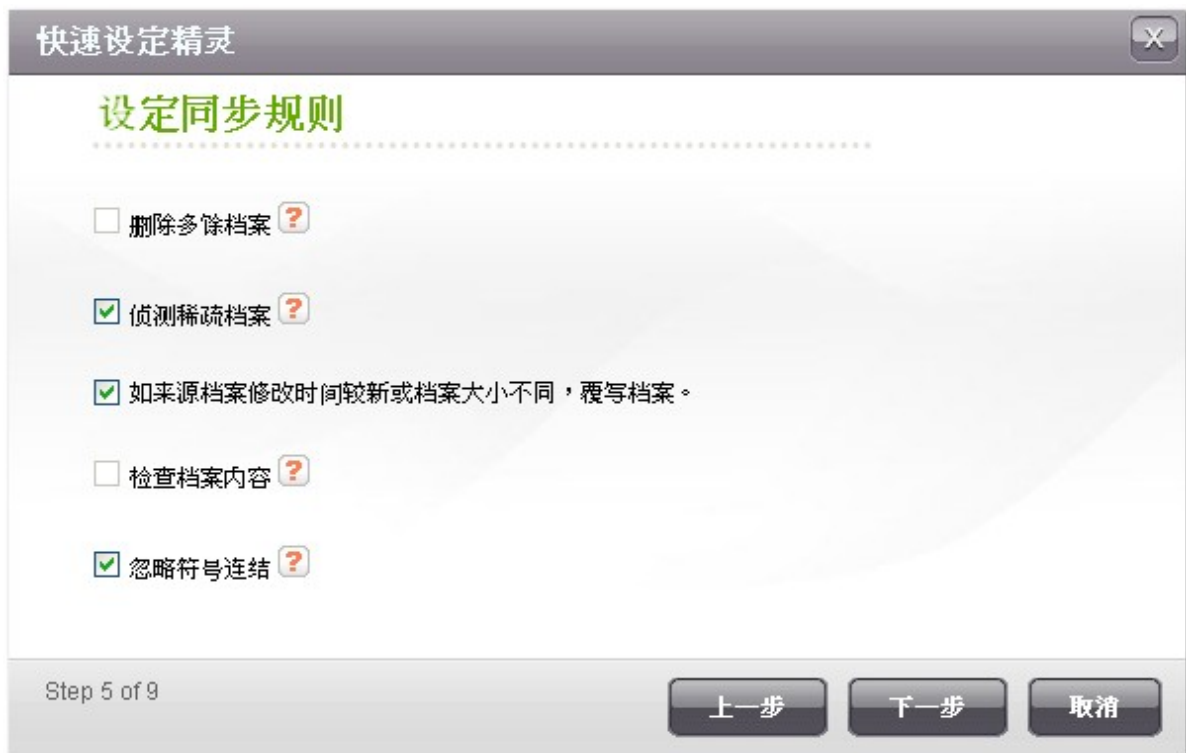 快速设定精灵
设定同步规则
删除多馀档案 ?
侦测稀疏档案 ?
如来源档案修改时间较新或档案大小不同，覆写档案。
检查档案内容 ?
忽略符号连结 ?
Step 5 of 9
上一步 下一步 取消